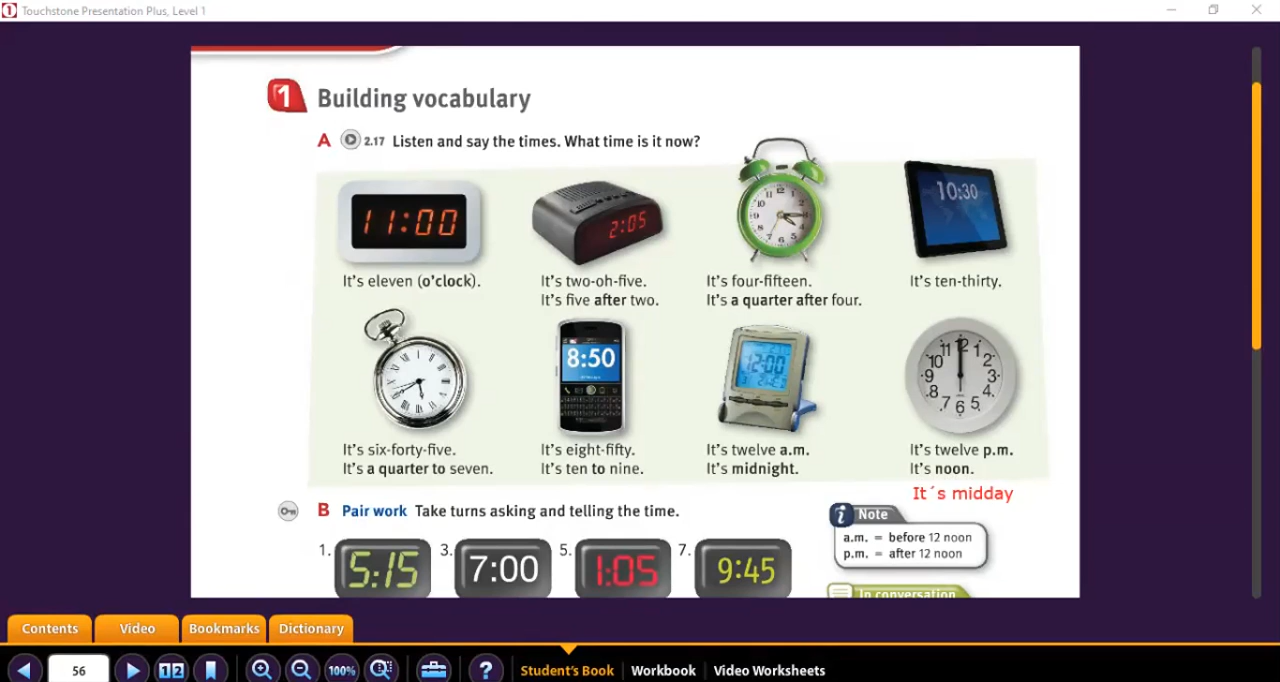 Touchstone Presentation Plus, Level 1
1 Building vocabulary
A 2.17 Listen and say the times. What time is it now?
11:00
2:05
10:30
It's eleven (o'clock).
It's two-oh-five.
It's five after two.
It's four-fifteen.
It's a quarter after four.
It's ten-thirty.
8:50
12:00
It's six-forty-five.
It's a quarter to seven.
It's eight-fifty.
It's ten to nine.
It's twelve a.m.
It's midnight.
It's twelve p.m.
It's noon.
It´s midday
B Pair work Take turns asking and telling the time.
1. 5:15
3. 7:00
5. 1:05
7. 9:45
i Note
a.m. = before 12 noon
p.m. = after 12 noon
In conversation
Contents Video Bookmarks Dictionary
56 12 100% ? Student's Book Workbook Video Worksheets